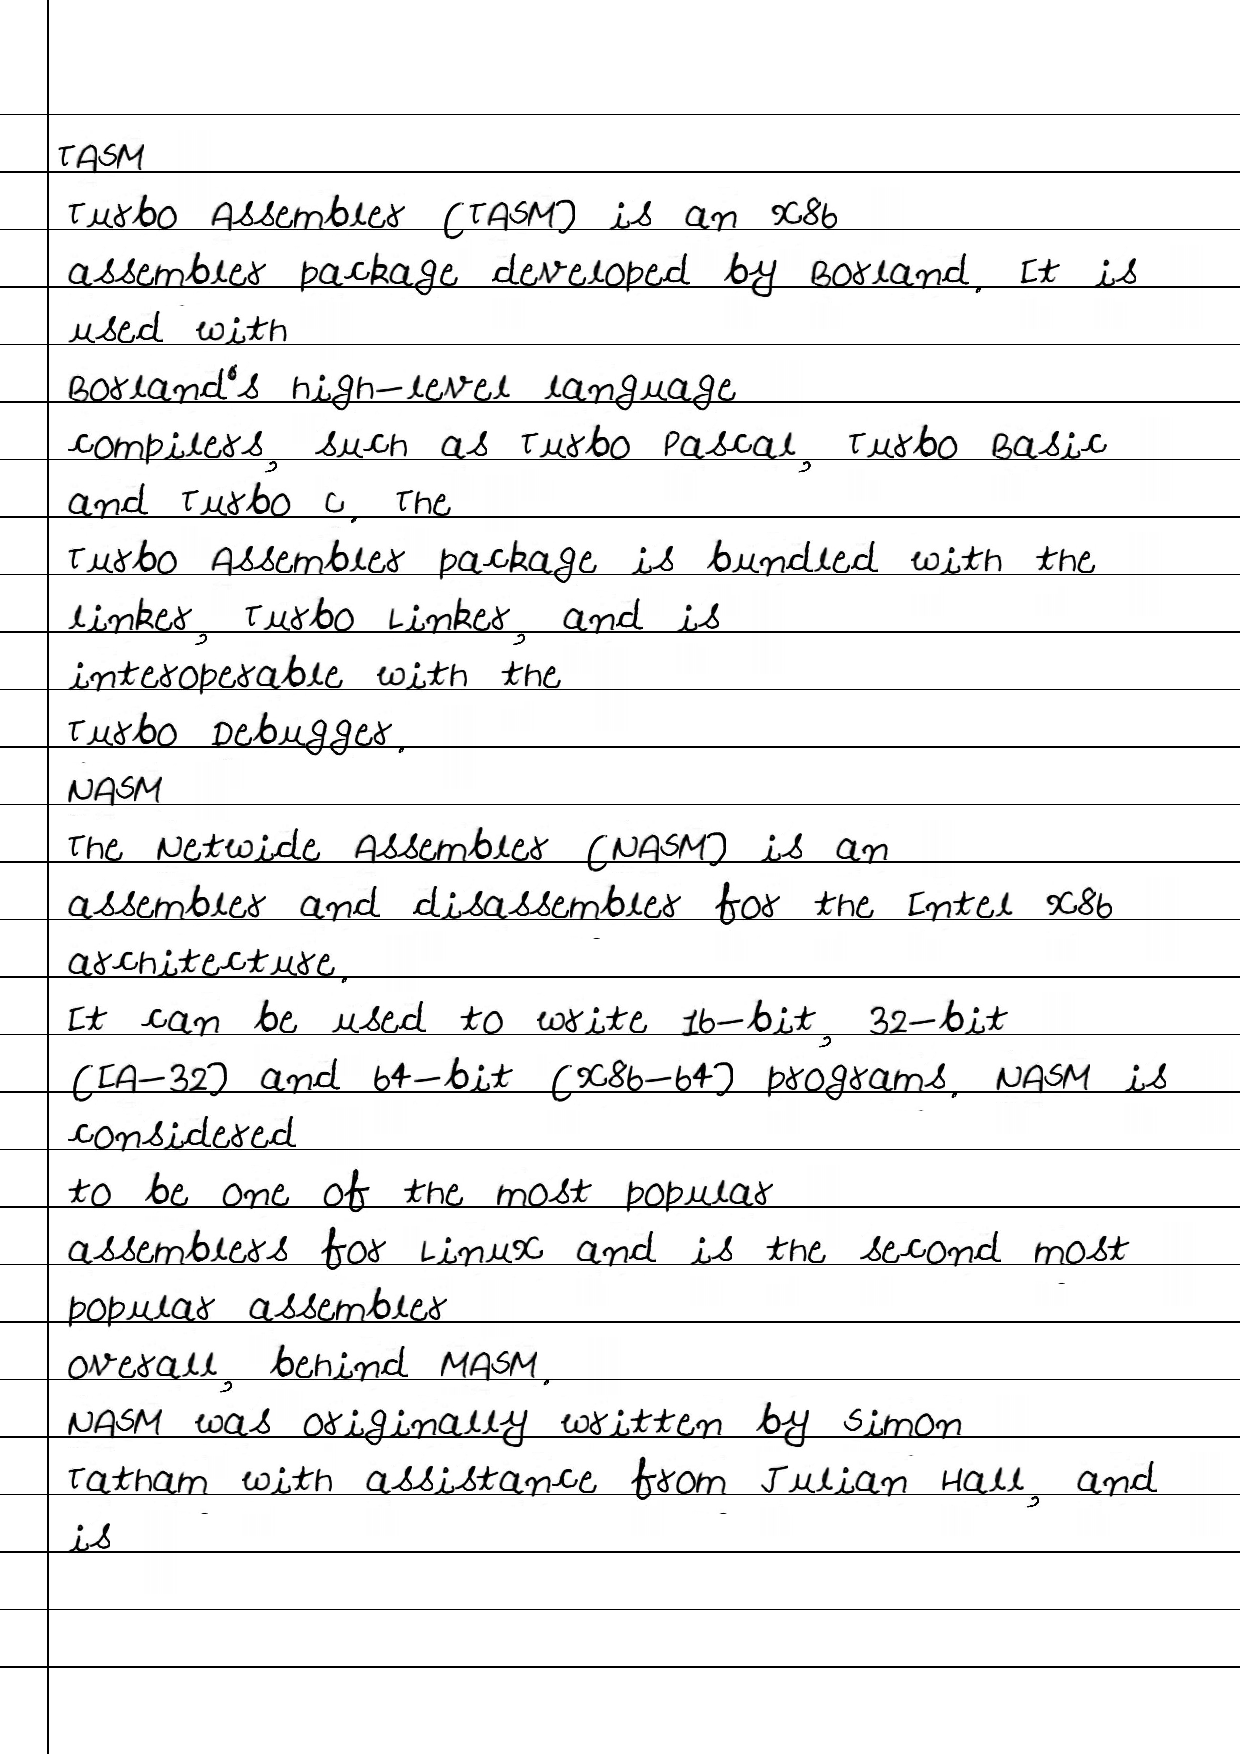 TASM
Turbo Assembler (TASM) is an x86
assembler package developed by Borland. It is
used with
Borland's high-level language
compilers, such as Turbo Pascal, Turbo Basic
and Turbo C. The
Turbo Assembler package is bundled with the
linker, Turbo Linker, and is
interoperable with the
Turbo Debugger.
NASM
The Netwide Assembler (NASM) is an
assembler and disassembler for the Intel x86
architecture.
It can be used to write 16-bit, 32-bit
(IA-32) and 64-bit (x86-64) programs. NASM is
considered
to be one of the most popular
assemblers for Linux and is the second most
popular assembler
overall, behind MASM.
NASM was originally written by Simon
Tatham with assistance from Julian Hall, and
is